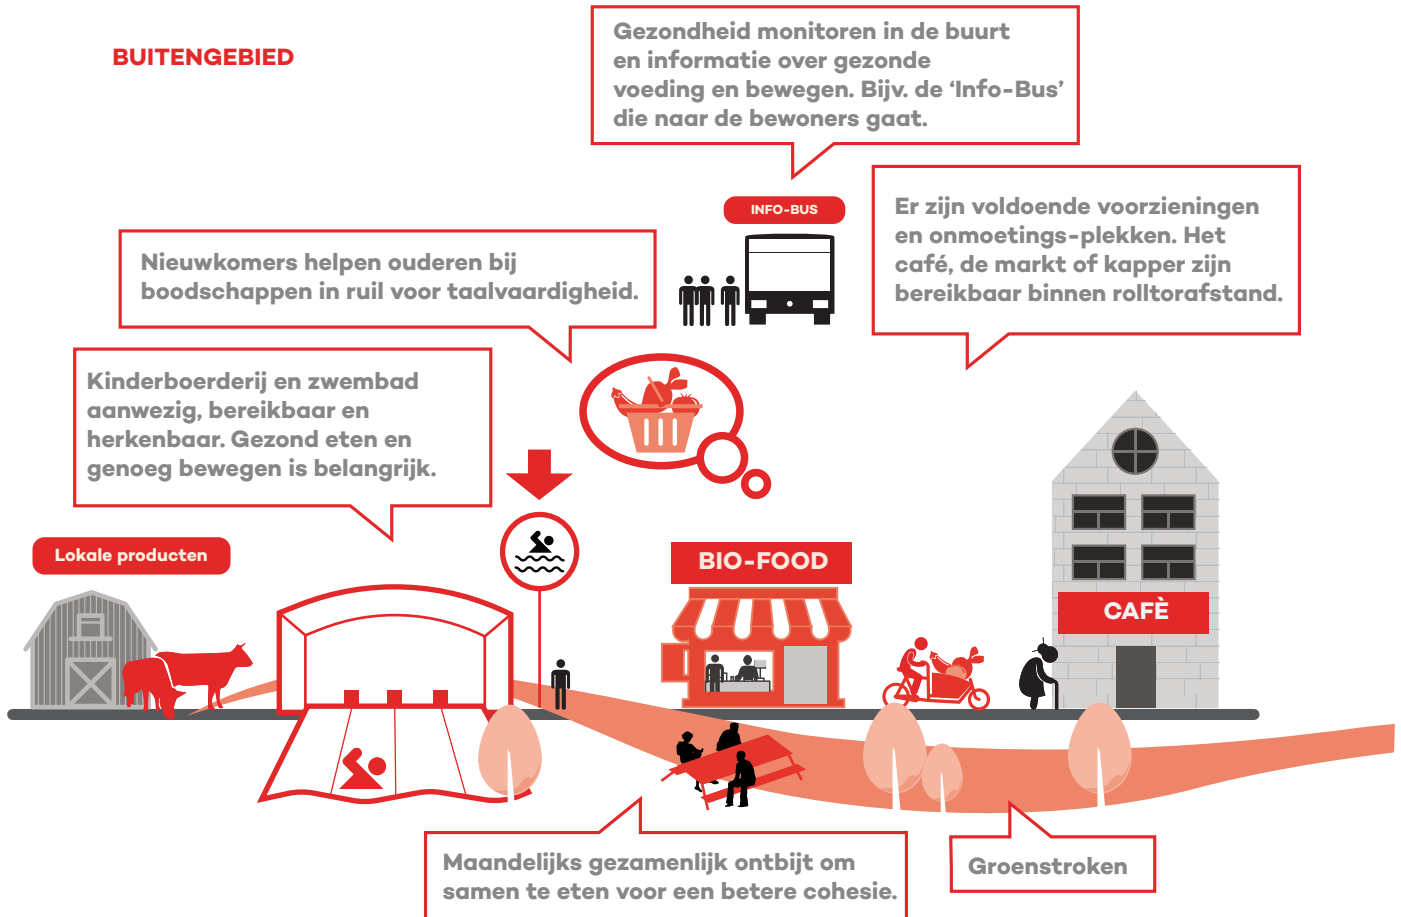 BUITENGEBIED
Gezondheid monitoren in de buurt
en informatie over gezonde
voeding en bewegen. Bijv. de ‘Info-Bus’
die naar de bewoners gaat.
INFO-BUS
Er zijn voldoende voorzieningen
en onmoetings-plekken. Het
café, de markt of kapper zijn
bereikbaar binnen rolltorafstand.
Nieuwkomers helpen ouderen bij
boodschappen in ruil voor taalvaardigheid.
Kinderboerderij en zwembad
aanwezig, bereikbaar en
herkenbaar. Gezond eten en
genoeg bewegen is belangrijk.
Lokale producten
BIO-FOOD
CAFÈ
Maandelijks gezamenlijk ontbijt om
samen te eten voor een betere cohesie.
Groenstroken